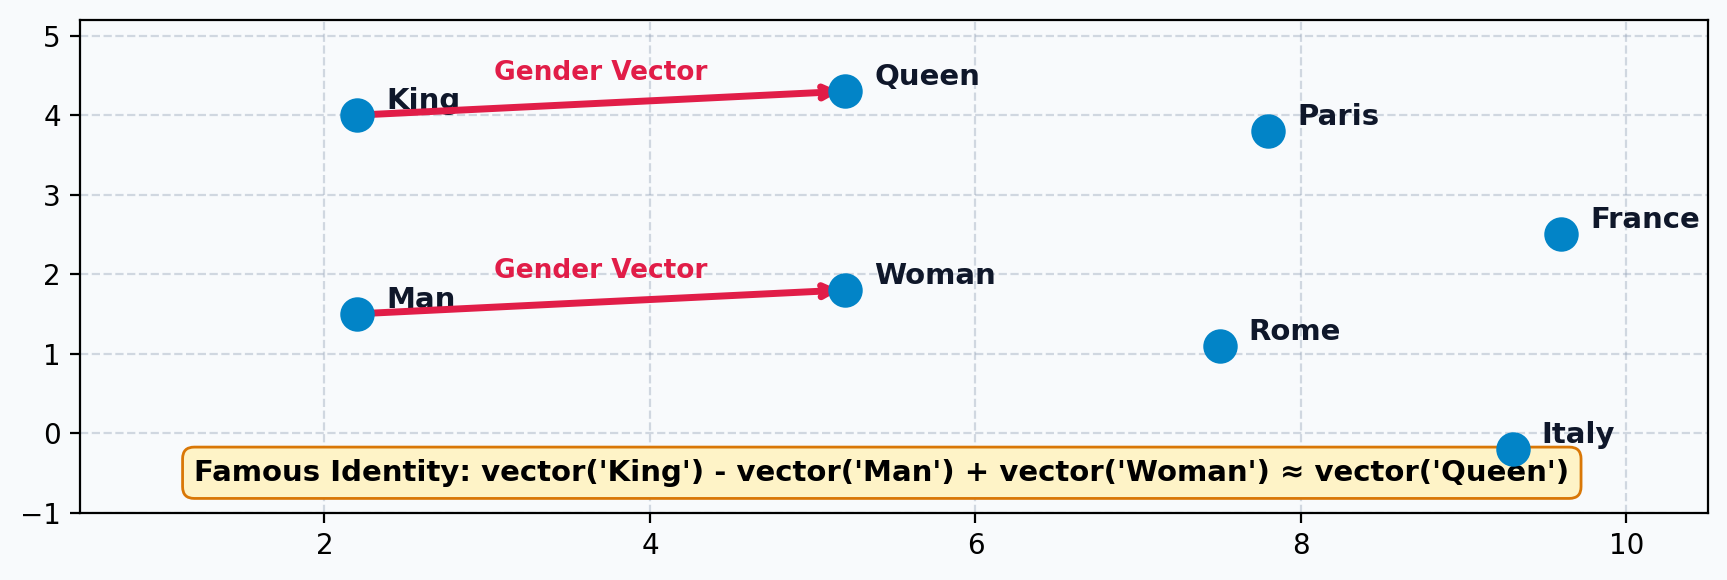 5
4
3
2
1
0
−1
Gender Vector
King
Queen
Paris
France
Gender Vector
Man
Woman
Rome
Italy
Famous Identity: vector('King') - vector('Man') + vector('Woman') ≈ vector('Queen')
2 4 6 8 10